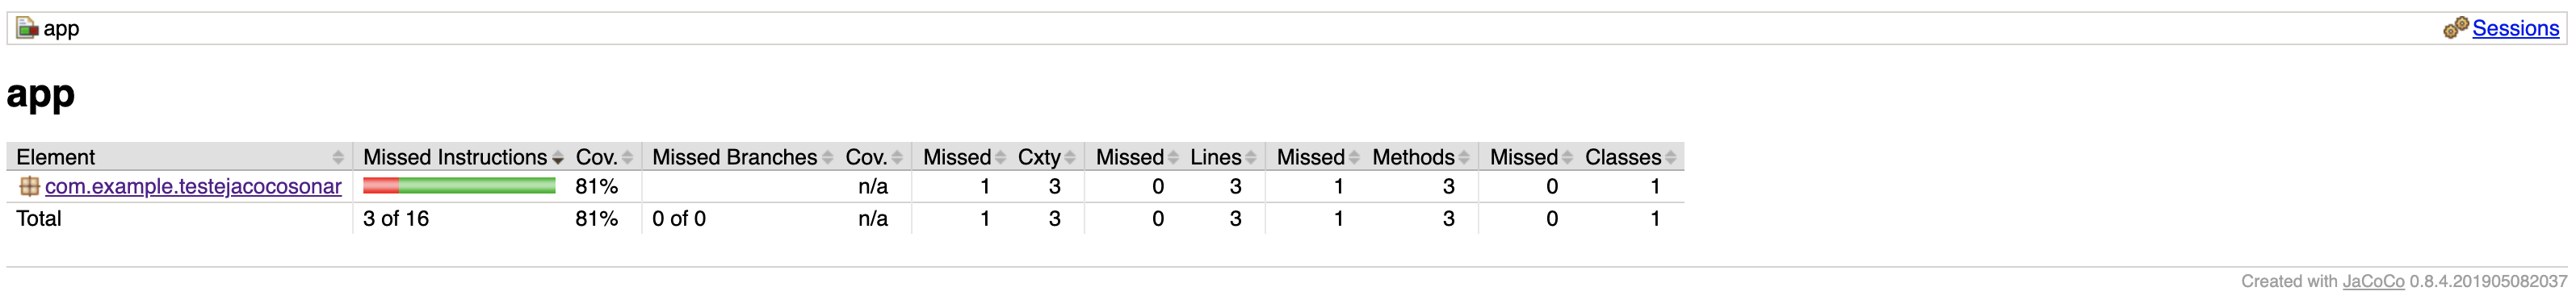 app Sessions
app
Element Missed Instructions Cov. Missed Branches Cov. Missed Cxty Missed Lines Missed Methods Missed Classes
com.example.testejacocosonar 81% n/a 1 3 0 3 1 3 0 1
Total 3 of 16 81% 0 of 0 n/a 1 3 0 3 1 3 0 1
Created with JaCoCo 0.8.4.201905082037